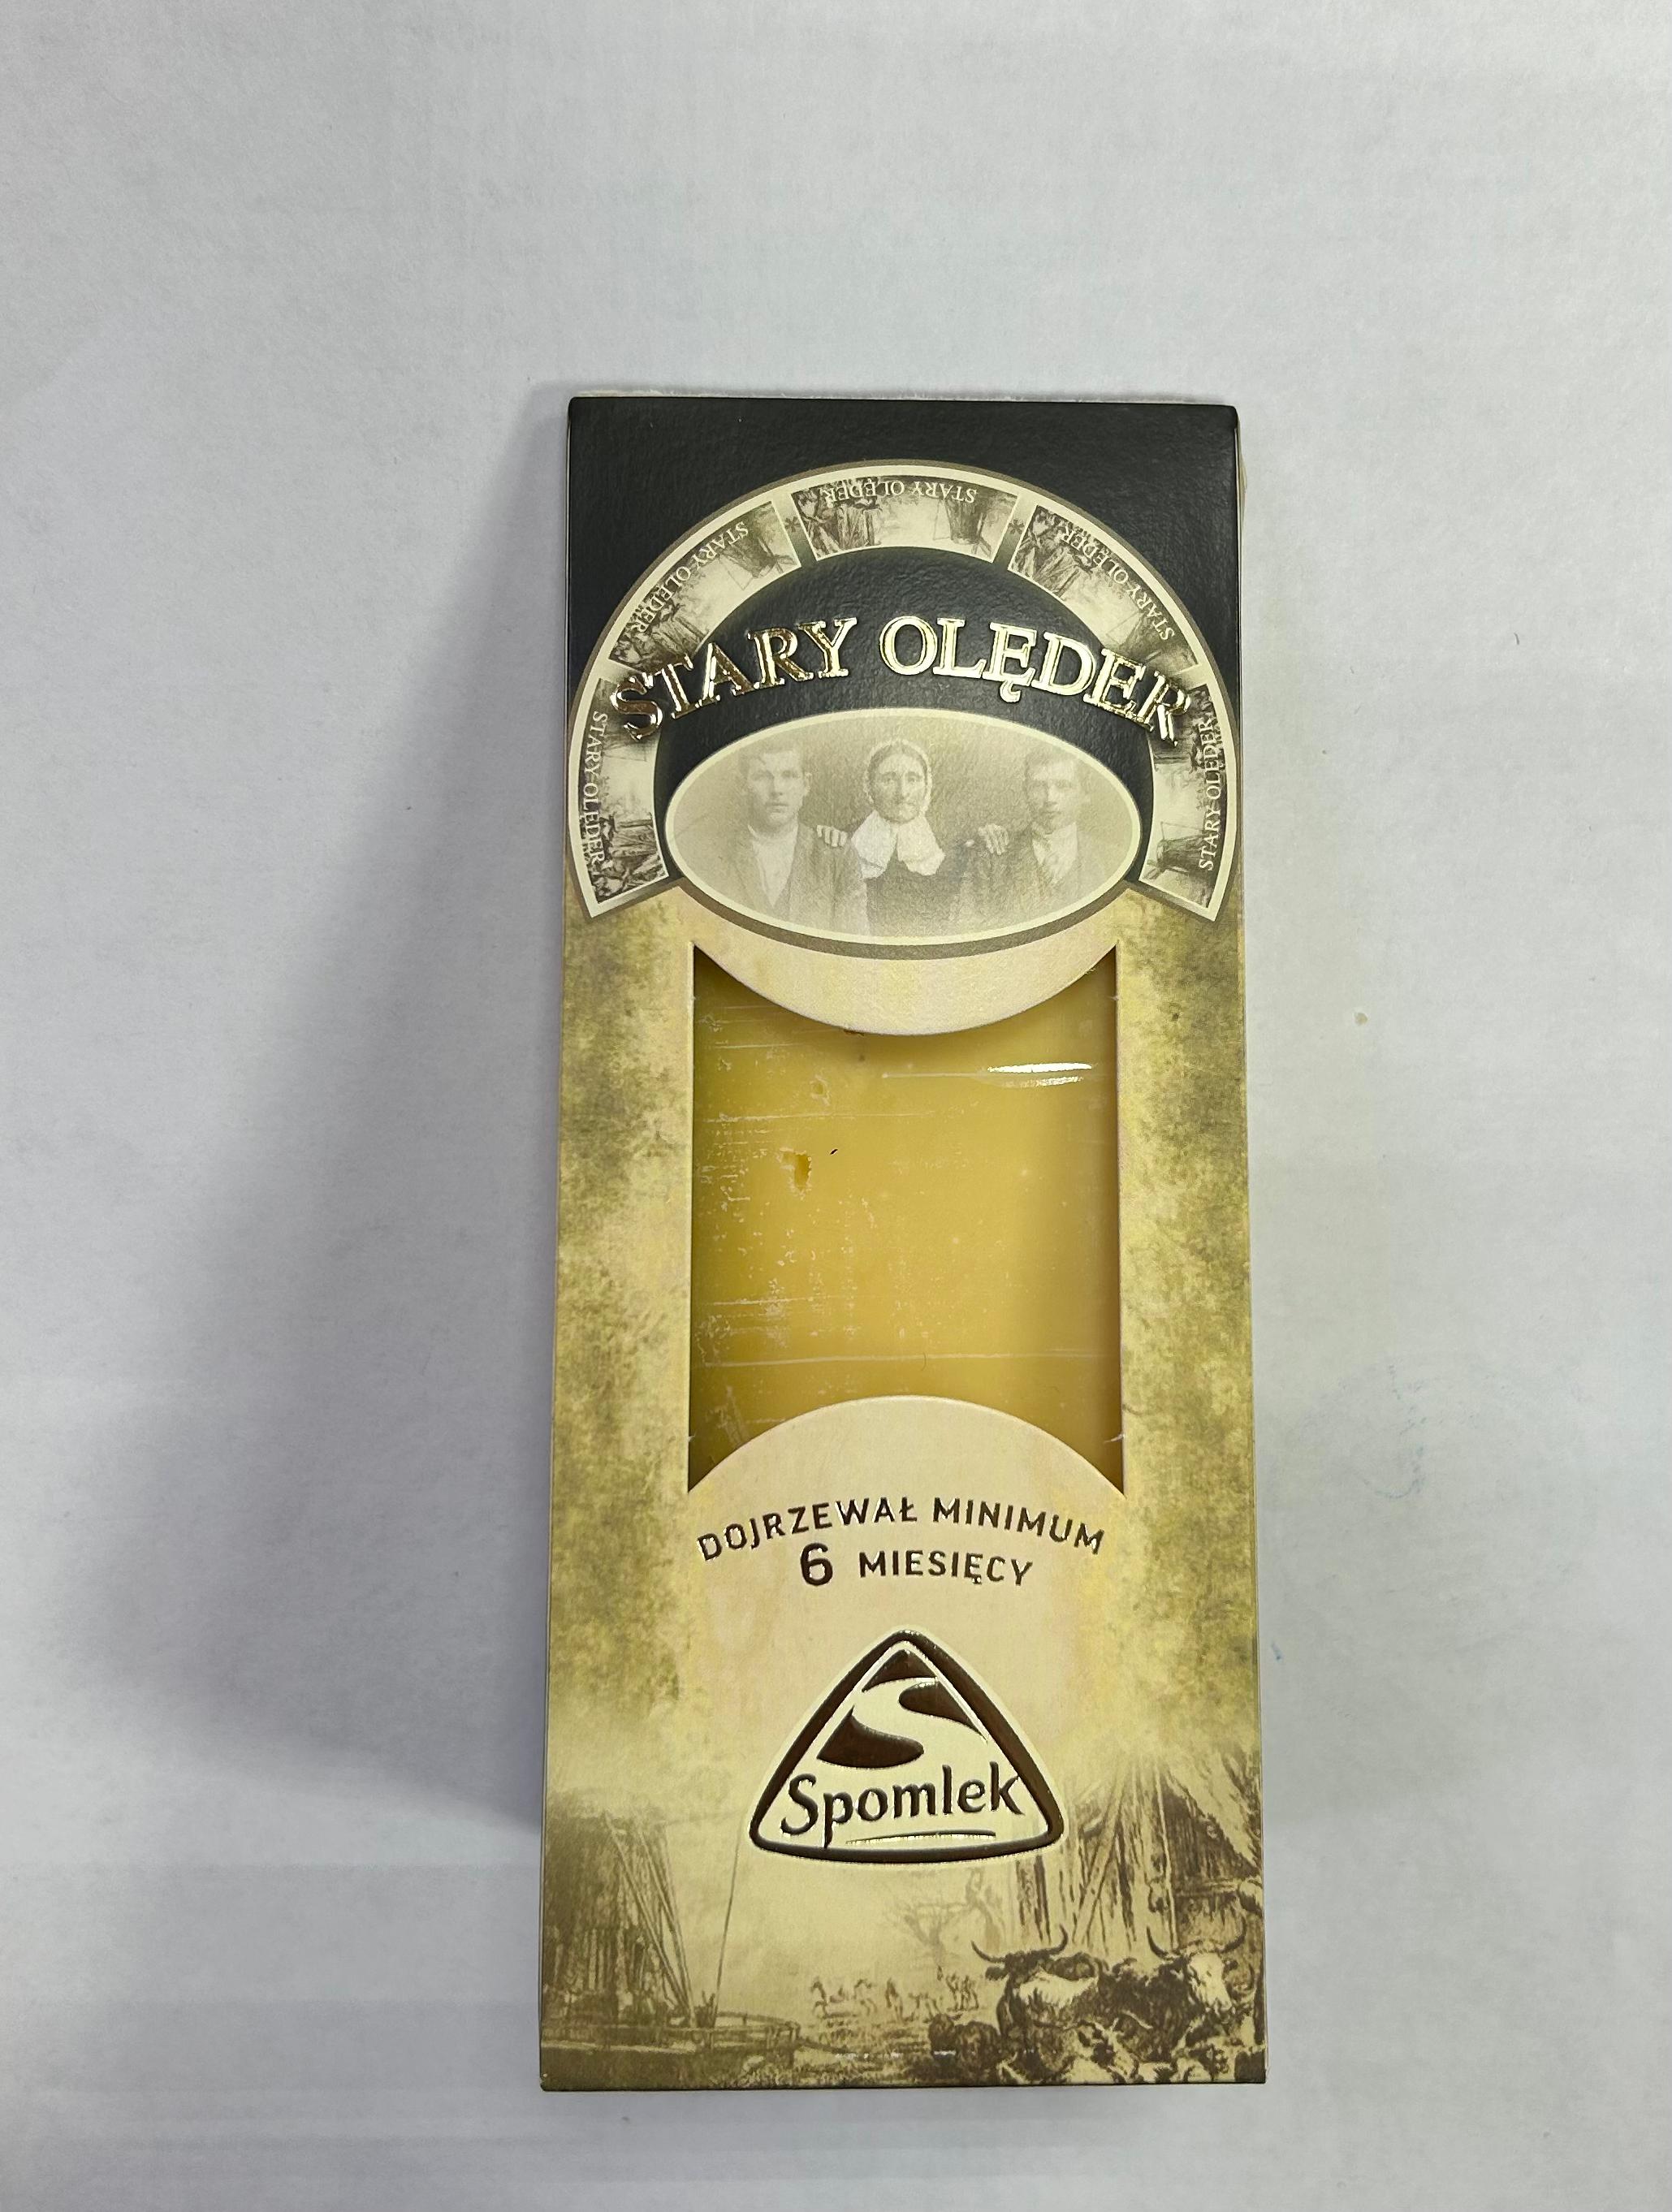 STARY OLĘDER
STARY OLĘDER
STARY OLĘDER
STARY OLĘDER
STARY OLĘDER
STARY OLĘDER
DOJRZEWAŁ MINIMUM
6 MIESIĘCY
Spomlek